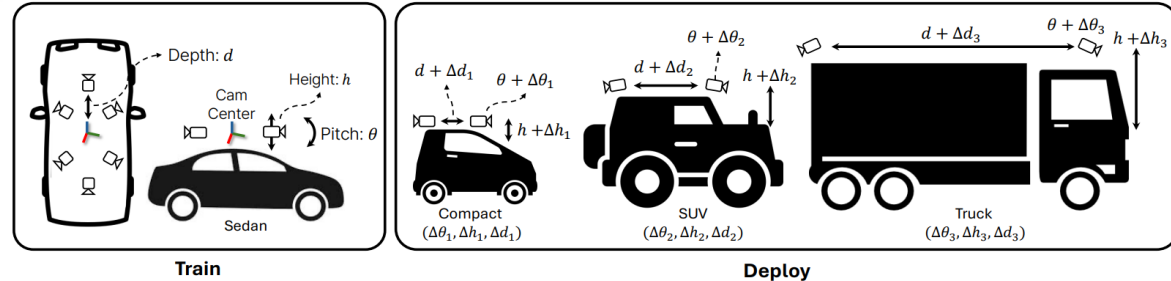 Depth: d
Height: h
Cam
Center
Pitch: θ
Sedan
Train
d + Δd₁
θ + Δθ₁
h + Δh₁
Compact
(Δθ₁, Δh₁, Δd₁)
d + Δd₂
θ + Δθ₂
h + Δh₂
SUV
(Δθ₂, Δh₂, Δd₂)
d + Δd₃
θ + Δθ₃
h + Δh₃
Truck
(Δθ₃, Δh₃, Δd₃)
Deploy